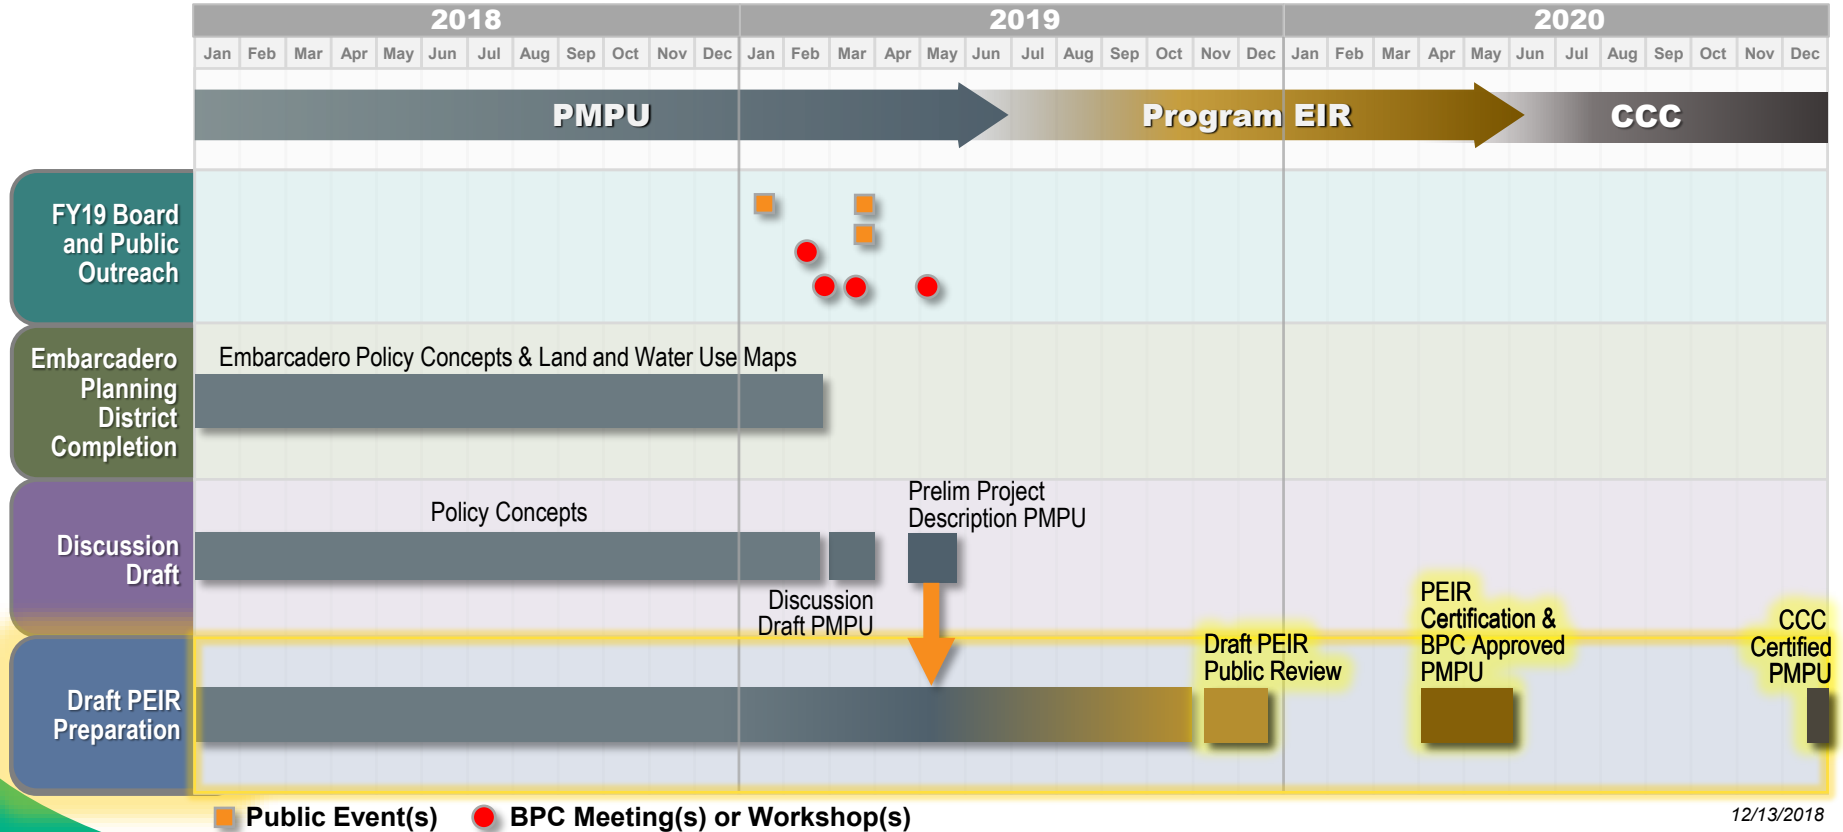 2018
2019
2020
Jan Feb Mar Apr May Jun Jul Aug Sep Oct Nov Dec Jan Feb Mar Apr May Jun Jul Aug Sep Oct Nov Dec Jan Feb Mar Apr May Jun Jul Aug Sep Oct Nov Dec
PMPU
Program EIR
CCC
FY19 Board
and Public
Outreach
Embarcadero
Planning
District
Completion
Embarcadero Policy Concepts & Land and Water Use Maps
Discussion
Draft
Policy Concepts
Discussion
Draft PMPU
Prelim Project
Description PMPU
Draft PEIR
Preparation
Draft PEIR
Public Review
PEIR
Certification &
BPC Approved
PMPU
CCC
Certified
PMPU
Public Event(s)
BPC Meeting(s) or Workshop(s)
12/13/2018